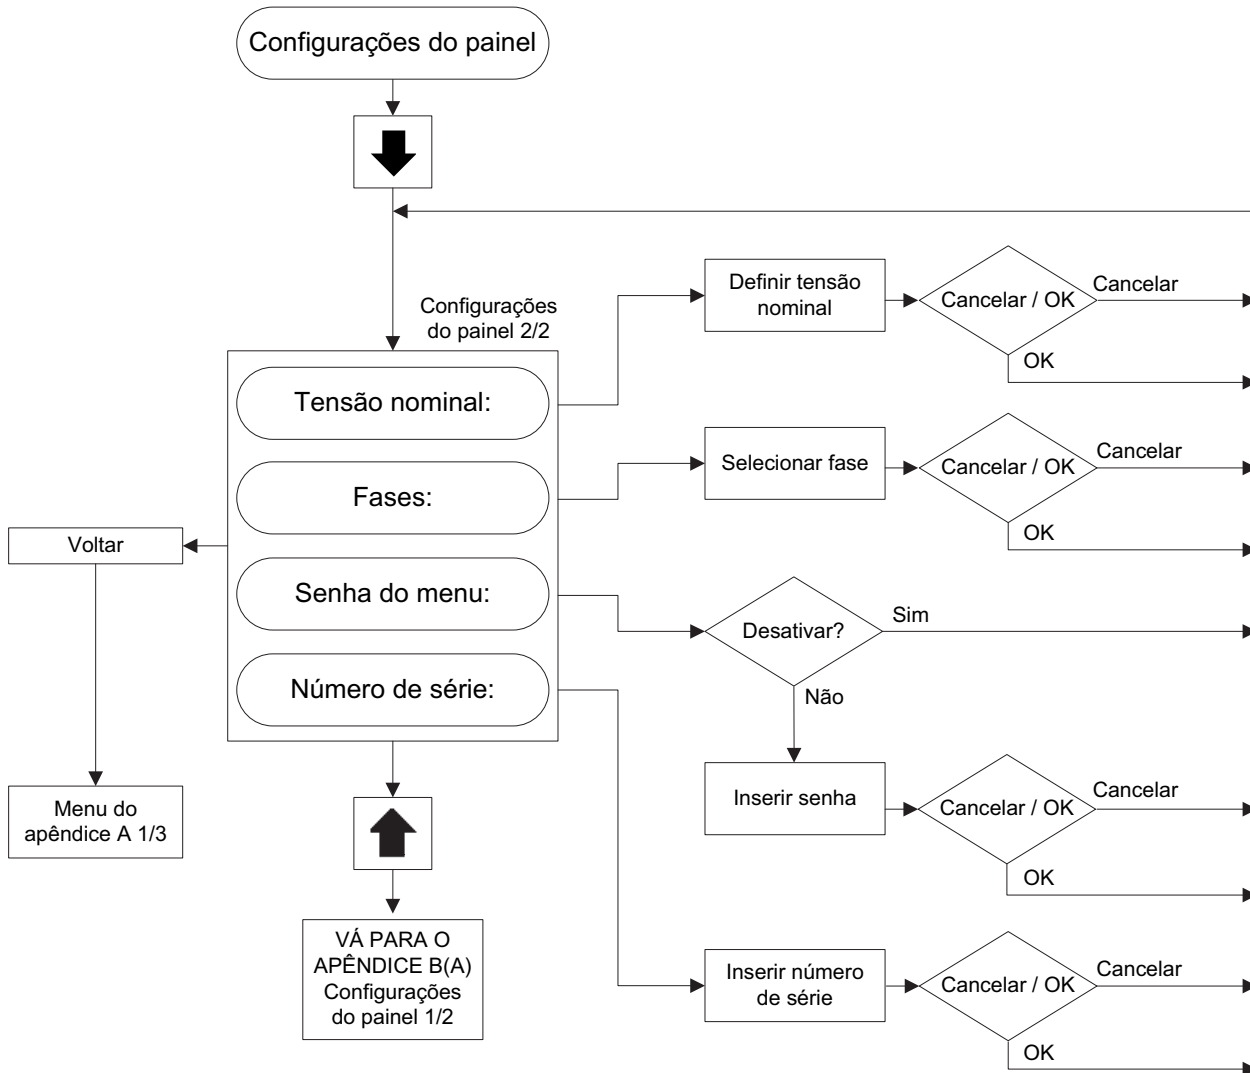 Configurações do painel
Configurações
do painel 2/2
Definir tensão
nominal
Cancelar / OK
Cancelar
OK
Tensão nominal:
Selecionar fase
Cancelar / OK
Cancelar
OK
Fases:
Voltar
Senha do menu:
Desativar?
Sim
Não
Número de série:
Inserir senha
Cancelar / OK
Cancelar
OK
Menu do
apêndice A 1/3
VÁ PARA O
APÊNDICE B(A)
Configurações
do painel 1/2
Inserir número
de série
Cancelar / OK
Cancelar
OK